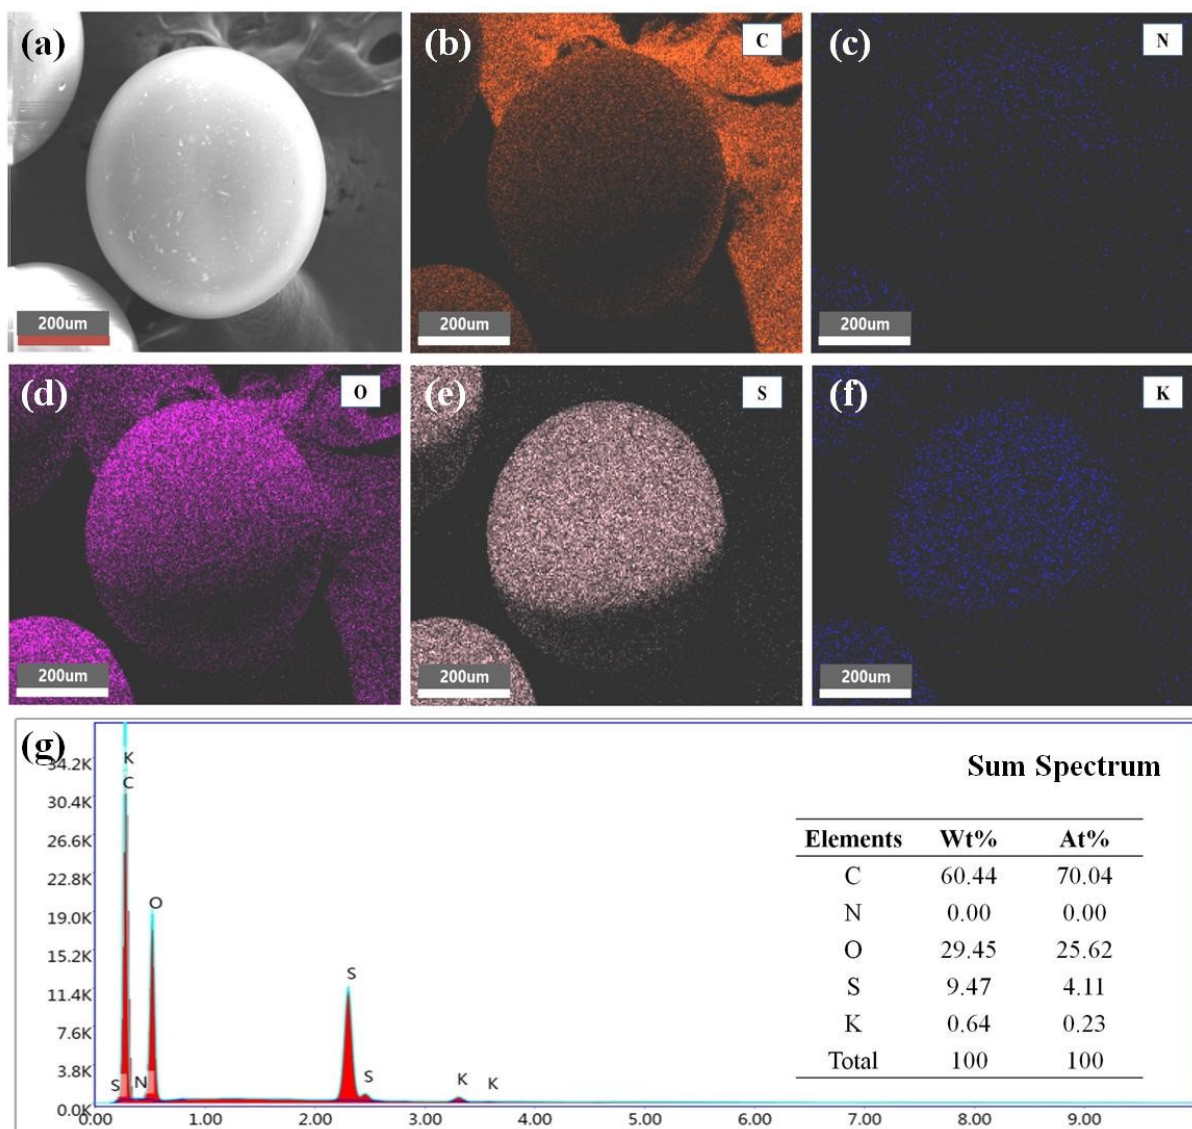 (a)
200um
(b)
C
200um
(c)
N
200um
(d)
O
200um
(e)
S
200um
(f)
K
200um
(g)
Sum Spectrum
34.2K
30.4K
26.6K
22.8K
19.0K
15.2K
11.4K
7.6K
3.8K
0.0K
K
C
O
S
S
K
K
S
N
0.00 1.00 2.00 3.00 4.00 5.00 6.00 7.00 8.00 9.00
Elements Wt% At%
C 60.44 70.04
N 0.00 0.00
O 29.45 25.62
S 9.47 4.11
K 0.64 0.23
Total 100 100